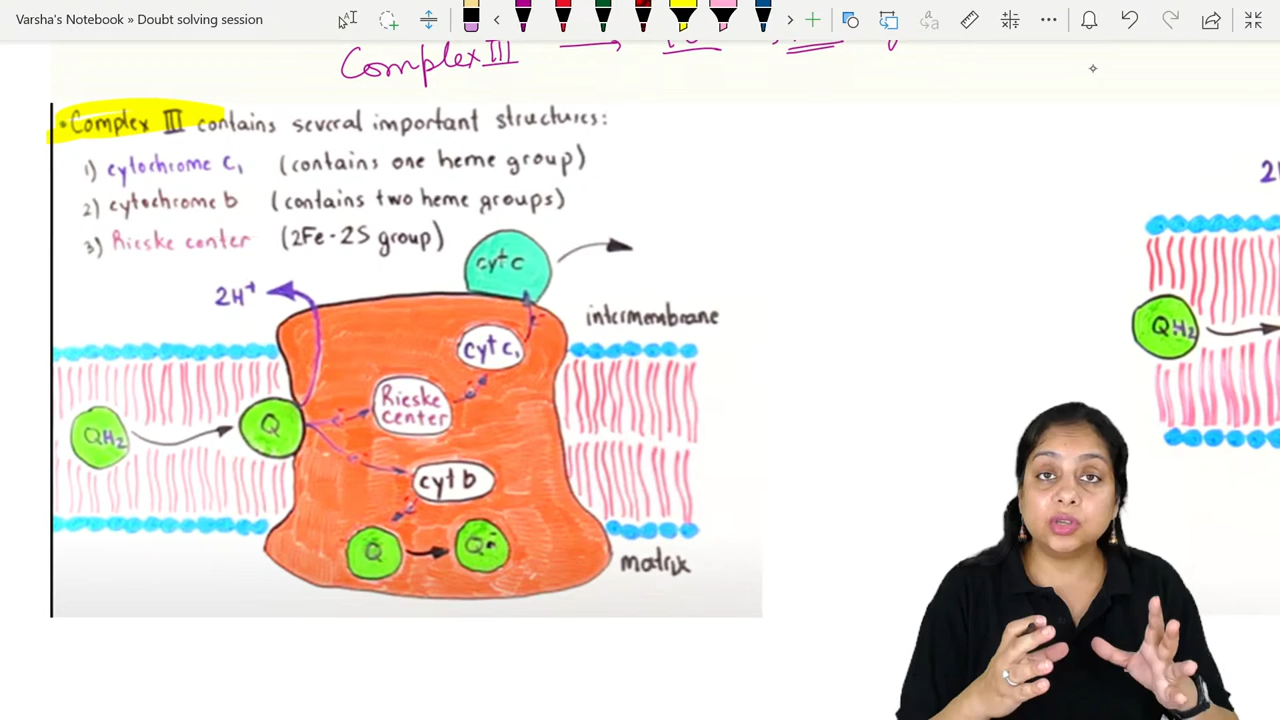 Varsha's Notebook » Doubt solving session
Complex III
• Complex III contains several important structures:
1) cytochrome c₁ (contains one heme group)
2) cytochrome b (contains two heme groups)
3) Rieske center (2Fe-2S group)
cyt c
2H⁺
intermembrane
cyt c₁
Rieske
center
Q
QH₂
cyt b
Q
Q•⁻
matrix
QH₂